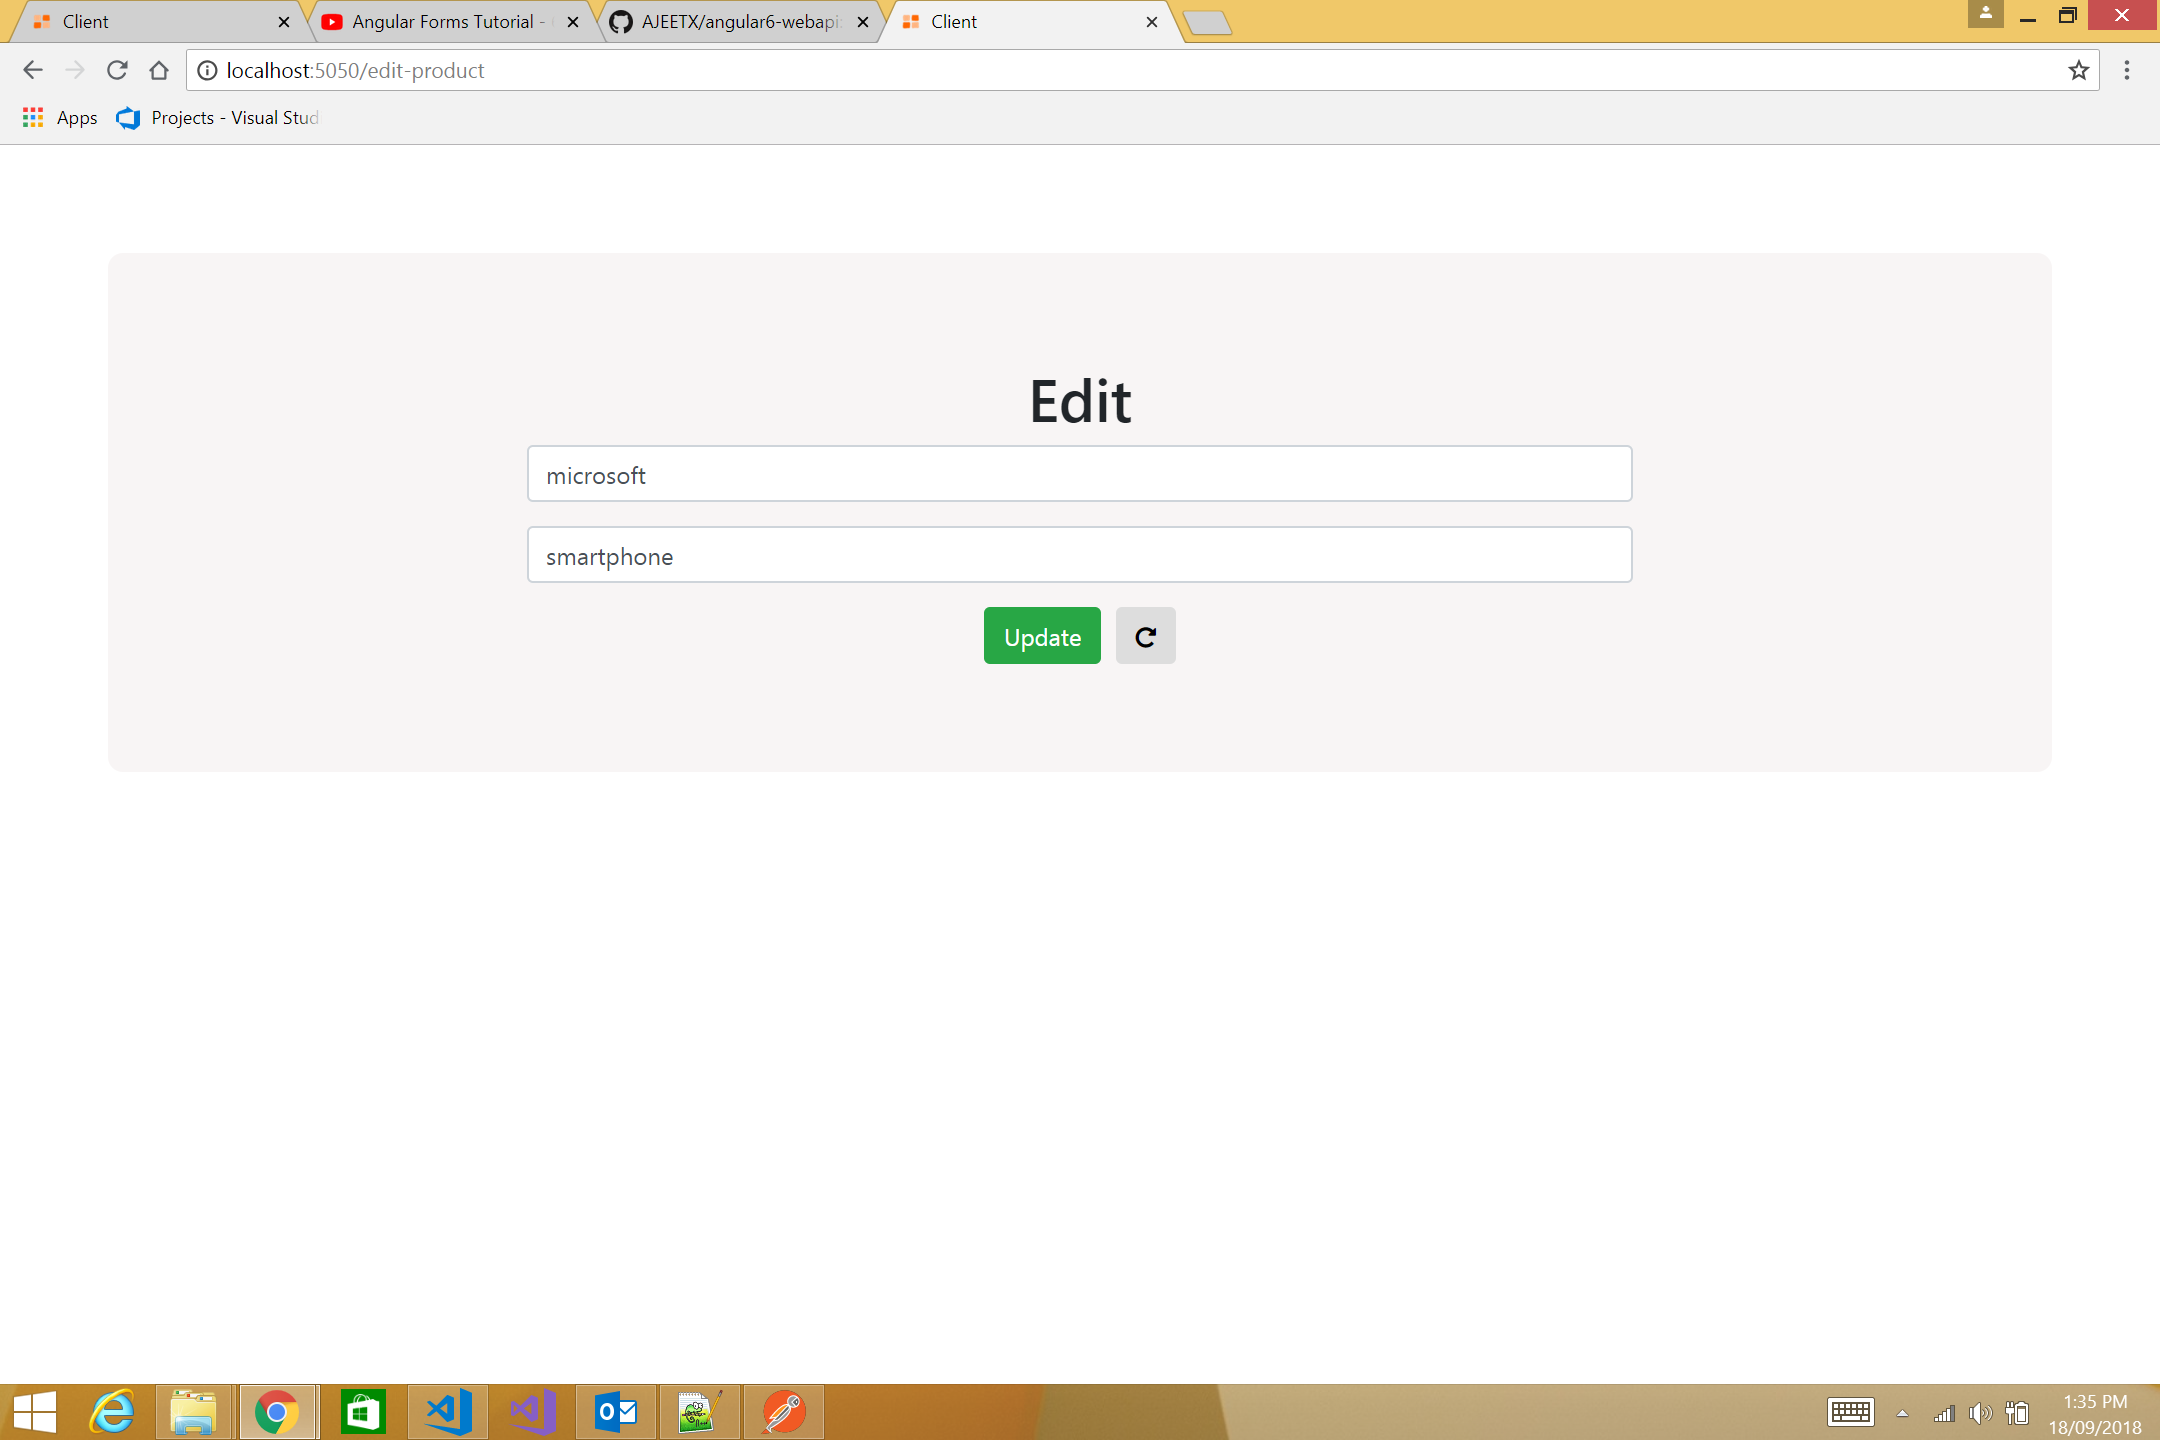 Client
Angular Forms Tutorial -
AJEETX/angular6-webapi
Client
localhost:5050/edit-product
Apps
Projects - Visual Stud
Edit
microsoft
smartphone
Update
1:35 PM
18/09/2018